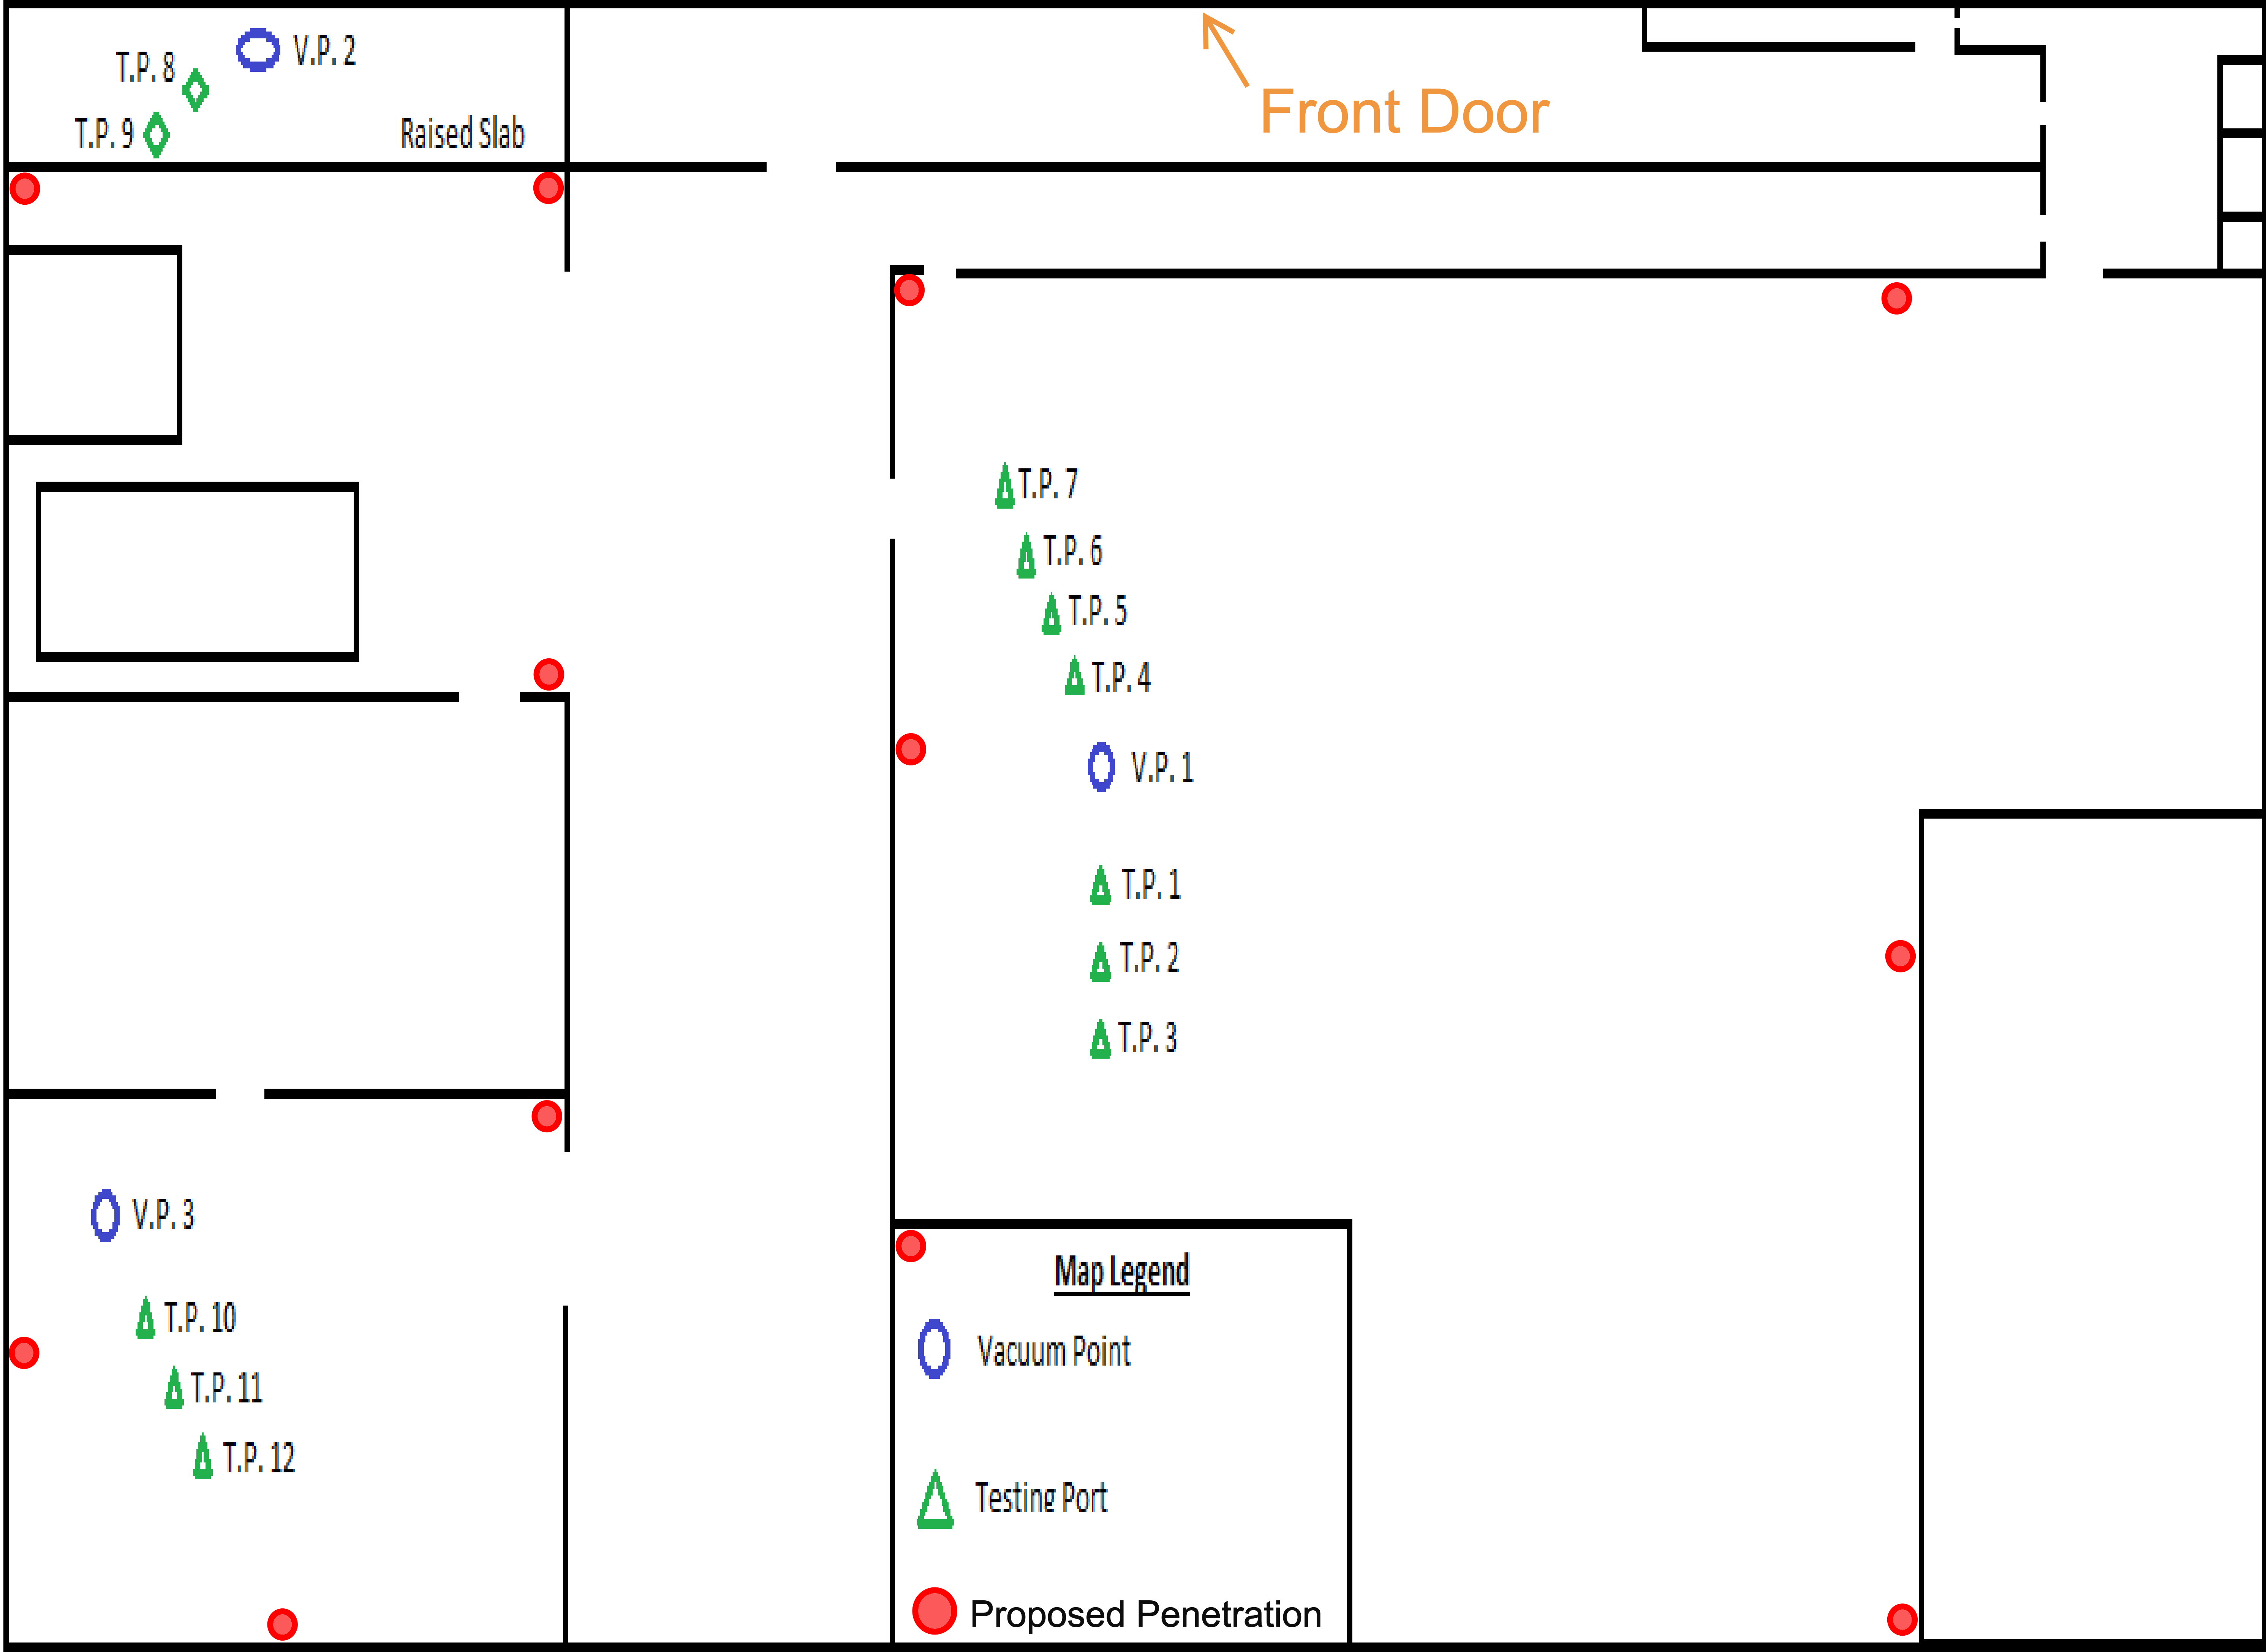 V.P. 2
T.P. 8
T.P. 9
Raised Slab
Front Door
T.P. 7
T.P. 6
T.P. 5
T.P. 4
V.P. 1
T.P. 1
T.P. 2
T.P. 3
V.P. 3
T.P. 10
T.P. 11
T.P. 12
Map Legend
Vacuum Point
Testing Port
Proposed Penetration